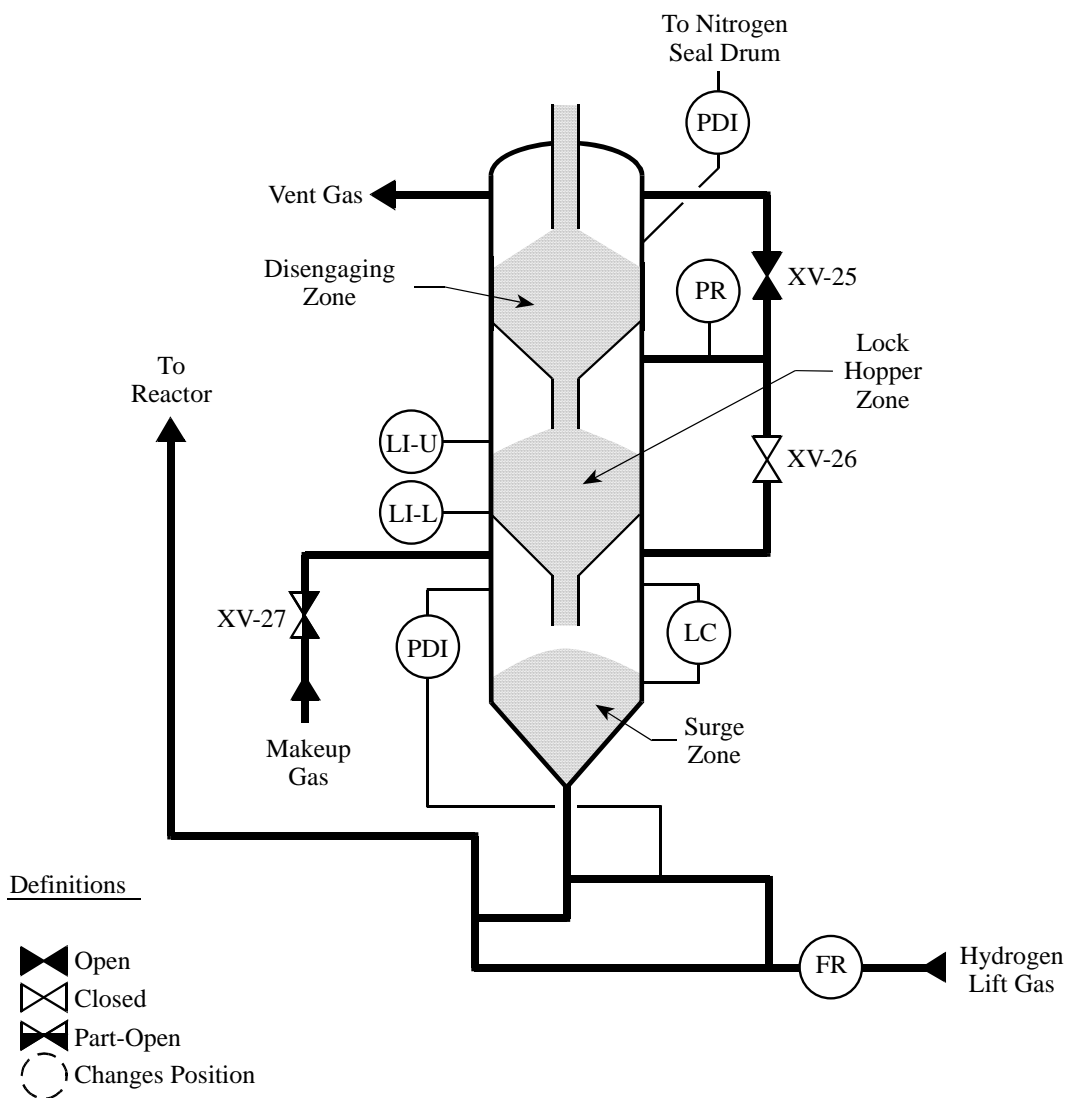 To Nitrogen
Seal Drum
PDI
Vent Gas
Disengaging
Zone
PR
XV-25
To
Reactor
Lock
Hopper
Zone
LI-U
XV-26
LI-L
XV-27
PDI
LC
Makeup
Gas
Surge
Zone
Definitions
Open
Closed
Part-Open
Changes Position
FR
Hydrogen
Lift Gas